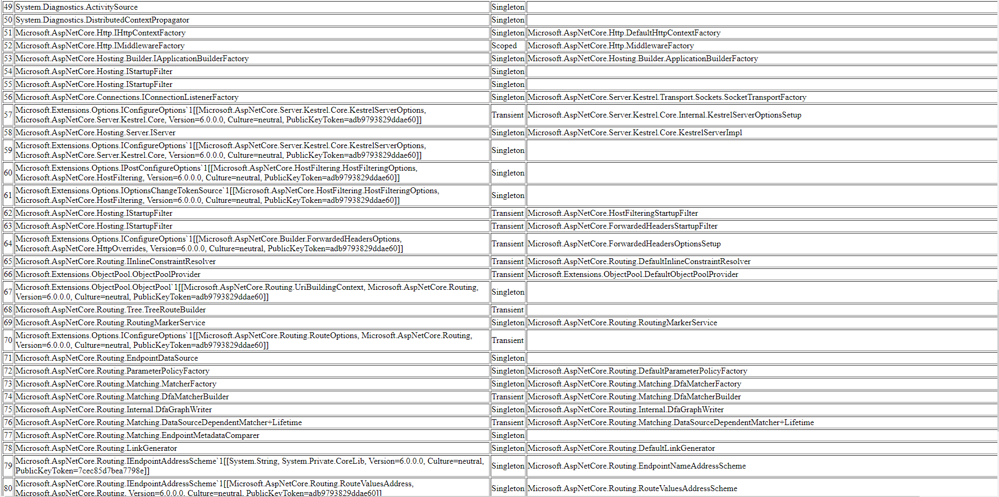 49 System.Diagnostics.ActivitySource Singleton
50 System.Diagnostics.DistributedContextPropagator Singleton
51 Microsoft.AspNetCore.Http.IHttpContextFactory Singleton Microsoft.AspNetCore.Http.DefaultHttpContextFactory
52 Microsoft.AspNetCore.Http.IMiddlewareFactory Scoped Microsoft.AspNetCore.Http.MiddlewareFactory
53 Microsoft.AspNetCore.Hosting.Builder.IApplicationBuilderFactory Singleton Microsoft.AspNetCore.Hosting.Builder.ApplicationBuilderFactory
54 Microsoft.AspNetCore.Hosting.IStartupFilter Singleton
55 Microsoft.AspNetCore.Hosting.IStartupFilter Singleton
56 Microsoft.AspNetCore.Connections.IConnectionListenerFactory Singleton Microsoft.AspNetCore.Server.Kestrel.Transport.Sockets.SocketTransportFactory
57 Microsoft.Extensions.Options.IConfigureOptions`1[[Microsoft.AspNetCore.Server.Kestrel.Core.KestrelServerOptions,
Microsoft.AspNetCore.Server.Kestrel.Core, Version=6.0.0.0, Culture=neutral, PublicKeyToken=adb9793829ddae60]] Transient Microsoft.AspNetCore.Server.Kestrel.Core.Internal.KestrelServerOptionsSetup
58 Microsoft.AspNetCore.Hosting.Server.IServer Singleton Microsoft.AspNetCore.Server.Kestrel.Core.KestrelServerImpl
59 Microsoft.Extensions.Options.IConfigureOptions`1[[Microsoft.AspNetCore.Server.Kestrel.Core.KestrelServerOptions,
Microsoft.AspNetCore.Server.Kestrel.Core, Version=6.0.0.0, Culture=neutral, PublicKeyToken=adb9793829ddae60]] Singleton
60 Microsoft.Extensions.Options.IPostConfigureOptions`1[[Microsoft.AspNetCore.HostFiltering.HostFilteringOptions,
Microsoft.AspNetCore.HostFiltering, Version=6.0.0.0, Culture=neutral, PublicKeyToken=adb9793829ddae60]] Singleton
61 Microsoft.Extensions.Options.IOptionsChangeTokenSource`1[[Microsoft.AspNetCore.HostFiltering.HostFilteringOptions,
Microsoft.AspNetCore.HostFiltering, Version=6.0.0.0, Culture=neutral, PublicKeyToken=adb9793829ddae60]] Singleton
62 Microsoft.AspNetCore.Hosting.IStartupFilter Transient Microsoft.AspNetCore.HostFilteringStartupFilter
63 Microsoft.AspNetCore.Hosting.IStartupFilter Transient Microsoft.AspNetCore.ForwardedHeadersStartupFilter
64 Microsoft.Extensions.Options.IConfigureOptions`1[[Microsoft.AspNetCore.Builder.ForwardedHeadersOptions,
Microsoft.AspNetCore.HttpOverrides, Version=6.0.0.0, Culture=neutral, PublicKeyToken=adb9793829ddae60]] Transient Microsoft.AspNetCore.ForwardedHeadersOptionsSetup
65 Microsoft.AspNetCore.Routing.IInlineConstraintResolver Transient Microsoft.AspNetCore.Routing.DefaultInlineConstraintResolver
66 Microsoft.Extensions.ObjectPool.ObjectPoolProvider Transient Microsoft.Extensions.ObjectPool.DefaultObjectPoolProvider
67 Microsoft.Extensions.ObjectPool.ObjectPool`1[[Microsoft.AspNetCore.Routing.UriBuildingContext, Microsoft.AspNetCore.Routing,
Version=6.0.0.0, Culture=neutral, PublicKeyToken=adb9793829ddae60]] Singleton
68 Microsoft.AspNetCore.Routing.Tree.TreeRouteBuilder Transient
69 Microsoft.AspNetCore.Routing.RoutingMarkerService Singleton Microsoft.AspNetCore.Routing.RoutingMarkerService
70 Microsoft.Extensions.Options.IConfigureOptions`1[[Microsoft.AspNetCore.Routing.RouteOptions, Microsoft.AspNetCore.Routing,
Version=6.0.0.0, Culture=neutral, PublicKeyToken=adb9793829ddae60]] Transient
71 Microsoft.AspNetCore.Routing.EndpointDataSource Singleton
72 Microsoft.AspNetCore.Routing.ParameterPolicyFactory Singleton Microsoft.AspNetCore.Routing.DefaultParameterPolicyFactory
73 Microsoft.AspNetCore.Routing.Matching.MatcherFactory Singleton Microsoft.AspNetCore.Routing.Matching.DfaMatcherFactory
74 Microsoft.AspNetCore.Routing.Matching.DfaMatcherBuilder Transient Microsoft.AspNetCore.Routing.Matching.DfaMatcherBuilder
75 Microsoft.AspNetCore.Routing.Internal.DfaGraphWriter Singleton Microsoft.AspNetCore.Routing.Internal.DfaGraphWriter
76 Microsoft.AspNetCore.Routing.Matching.DataSourceDependentMatcher+Lifetime Transient Microsoft.AspNetCore.Routing.Matching.DataSourceDependentMatcher+Lifetime
77 Microsoft.AspNetCore.Routing.Matching.EndpointMetadataComparer Singleton
78 Microsoft.AspNetCore.Routing.LinkGenerator Singleton Microsoft.AspNetCore.Routing.DefaultLinkGenerator
79 Microsoft.AspNetCore.Routing.IEndpointAddressScheme`1[[System.String, System.Private.CoreLib, Version=6.0.0.0, Culture=neutral,
PublicKeyToken=7cec85d7bea7798e]] Singleton Microsoft.AspNetCore.Routing.EndpointNameAddressScheme
80 Microsoft.AspNetCore.Routing.IEndpointAddressScheme`1[[Microsoft.AspNetCore.Routing.RouteValuesAddress,
Microsoft.AspNetCore.Routing, Version=6.0.0.0, Culture=neutral, PublicKeyToken=adb9793829ddae60]] Singleton Microsoft.AspNetCore.Routing.RouteValuesAddressScheme